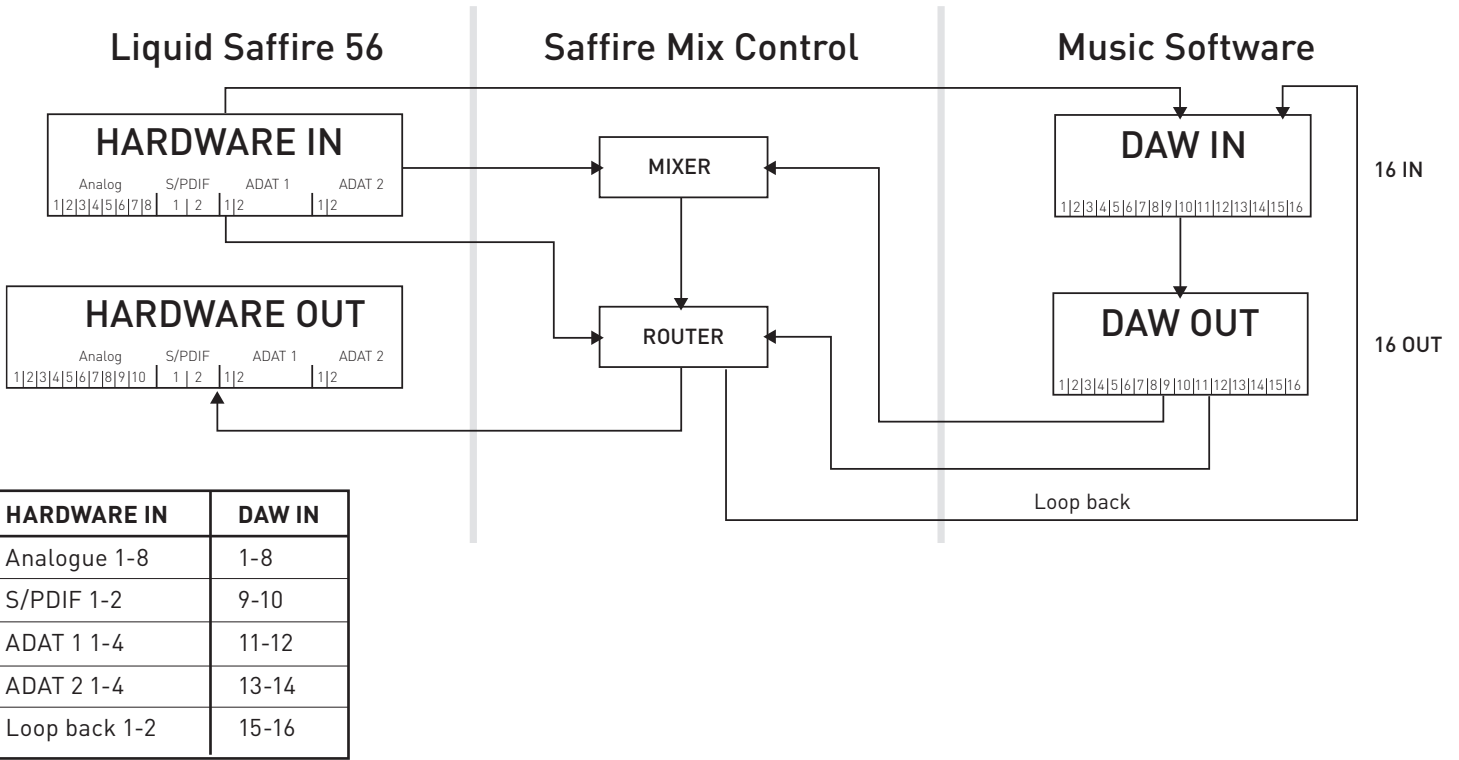 Liquid Saffire 56
Saffire Mix Control
Music Software
HARDWARE IN
Analog S/PDIF ADAT 1 ADAT 2
1|2|3|4|5|6|7|8| 1 | 2 |1|2 |1|2
MIXER
DAW IN
1|2|3|4|5|6|7|8|9|10|11|12|13|14|15|16
16 IN
HARDWARE OUT
Analog S/PDIF ADAT 1 ADAT 2
1|2|3|4|5|6|7|8|9|10 | 1 | 2 |1|2 |1|2
ROUTER
DAW OUT
1|2|3|4|5|6|7|8|9|10|11|12|13|14|15|16
16 OUT
Loop back
HARDWARE IN DAW IN
Analogue 1-8 1-8
S/PDIF 1-2 9-10
ADAT 1 1-4 11-12
ADAT 2 1-4 13-14
Loop back 1-2 15-16